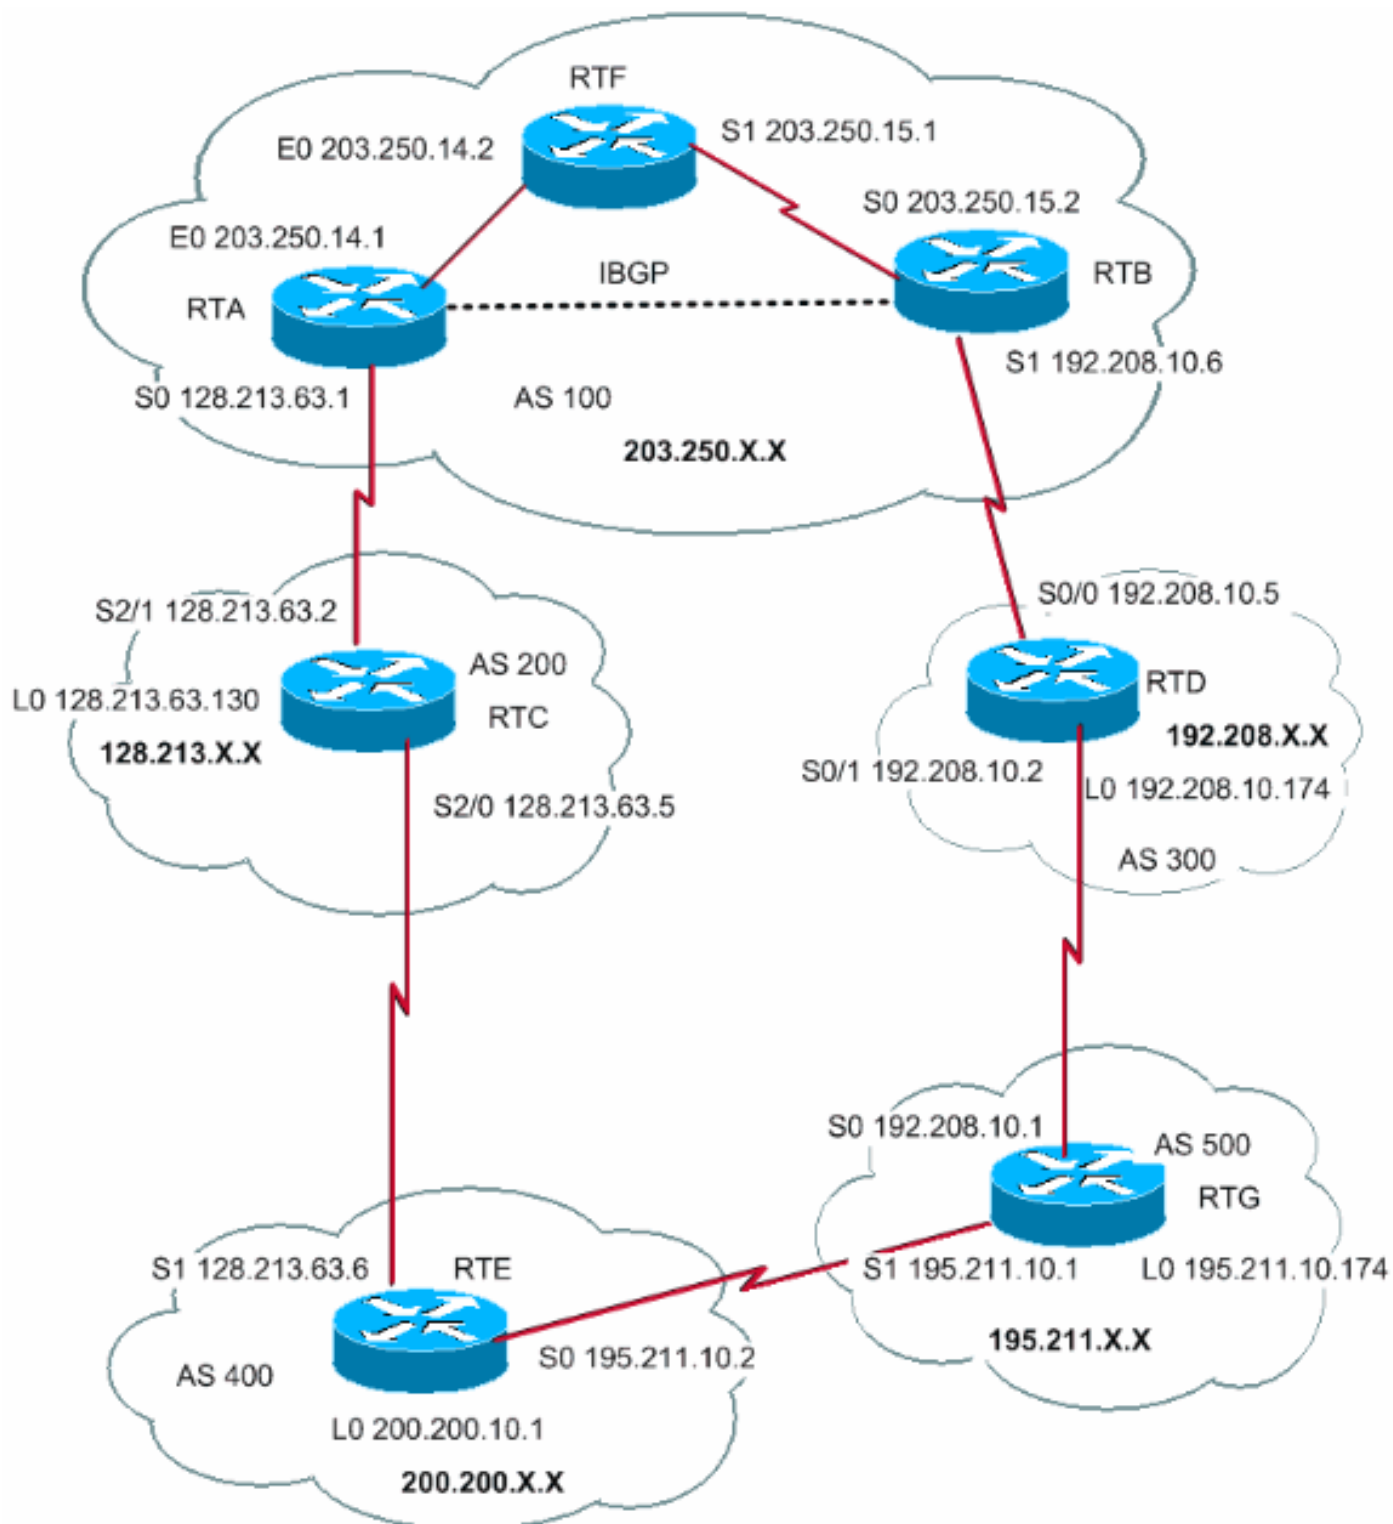 RTF
S1 203.250.15.1
E0 203.250.14.2
S0 203.250.15.2
E0 203.250.14.1
IBGP
RTB
RTA
S1 192.208.10.6
S0 128.213.63.1
AS 100
203.250.X.X
S0/0 192.208.10.5
S2/1 128.213.63.2
AS 200
RTD
L0 128.213.63.130
RTC
192.208.X.X
128.213.X.X
S0/1 192.208.10.2
L0 192.208.10.174
S2/0 128.213.63.5
AS 300
S0 192.208.10.1
AS 500
RTG
S1 128.213.63.6
RTE
S1 195.211.10.1
L0 195.211.10.174
195.211.X.X
S0 195.211.10.2
AS 400
L0 200.200.10.1
200.200.X.X